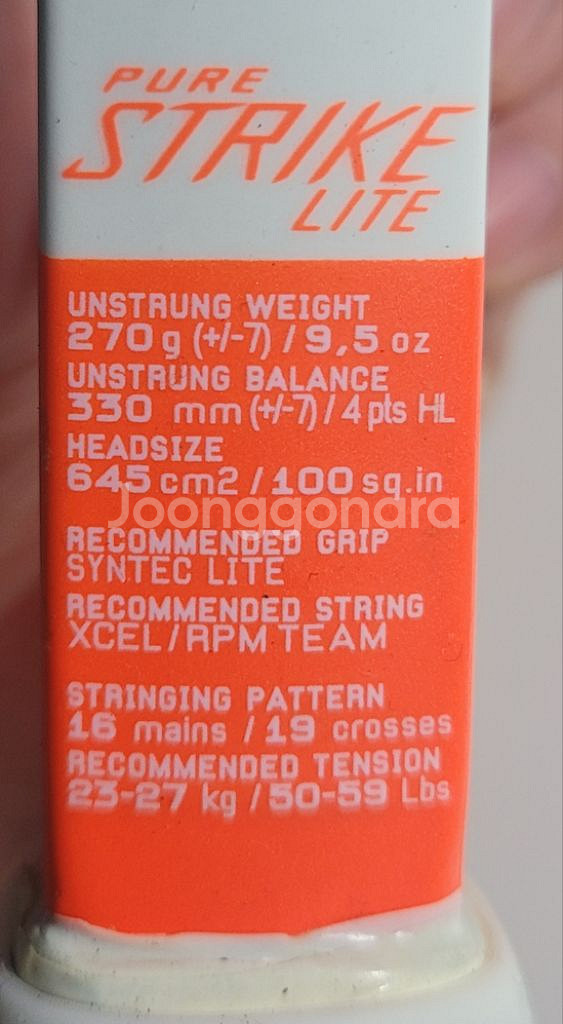 PURE
STRIKE
LITE
UNSTRUNG WEIGHT
270 g (+/-7) / 9,5 oz
UNSTRUNG BALANCE
330 mm (+/-7) / 4 pts HL
HEADSIZE
645 cm2 / 100 sq.in
Joonggonara
RECOMMENDED GRIP
SYNTEC LITE
RECOMMENDED STRING
XCEL/RPM TEAM
STRINGING PATTERN
16 mains / 19 crosses
RECOMMENDED TENSION
23-27 kg / 50-59 Lbs